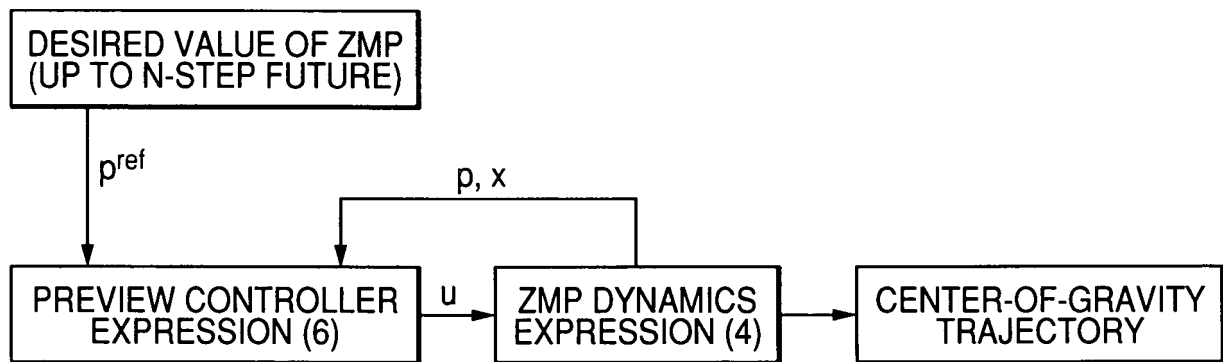 DESIRED VALUE OF ZMP
(UP TO N-STEP FUTURE)
p^ref
p, x
PREVIEW CONTROLLER
EXPRESSION (6)
u
ZMP DYNAMICS
EXPRESSION (4)
CENTER-OF-GRAVITY
TRAJECTORY